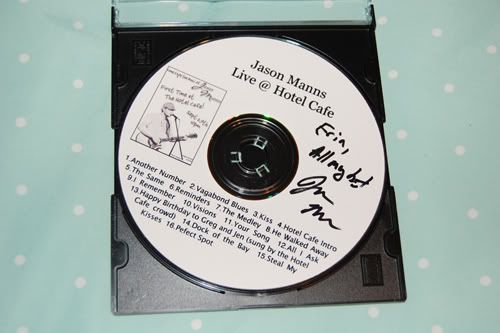 Jason Manns
Live @ Hotel Cafe
First Time at
The Hotel Cafe!
Sept 10th
9pm
Erin,
1.Another Number 2.Vagabond Blues 3.Kiss 4.Hotel Cafe Intro
5.The Same 6.Reminders 7.The Medley 8.He Walked Away
9.I Remember 10.Visions 11.Your Song 12.All I Ask
13.Happy Birthday to Greg and Jen (sung by the Hotel
Cafe crowd) 14.Dock of the Bay 15.Steal My
Kisses 16.Perfect Spot